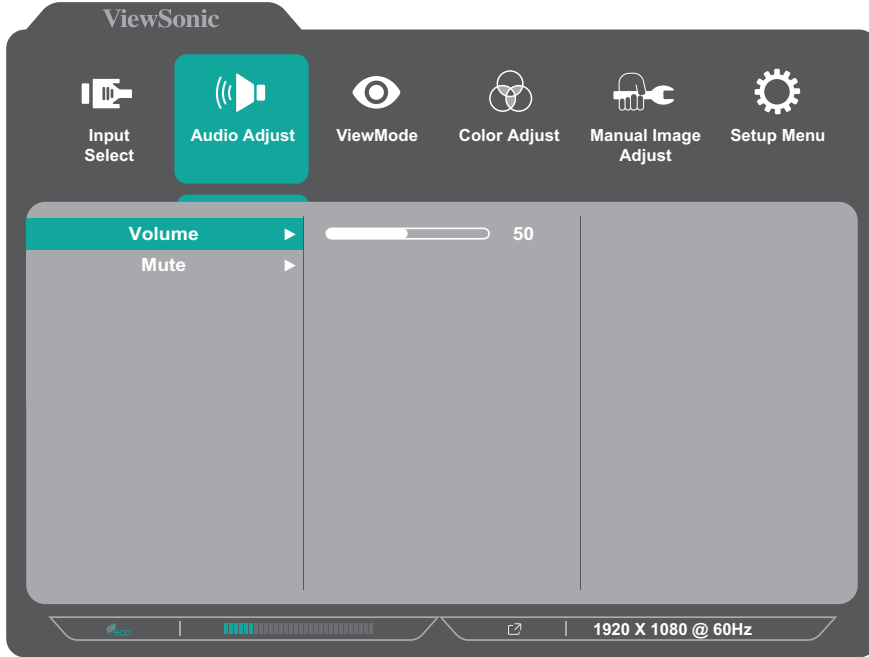 ViewSonic
Input
Select
Audio Adjust
ViewMode
Color Adjust
Manual Image
Adjust
Setup Menu
Volume
50
Mute
eco
1920 X 1080 @ 60Hz